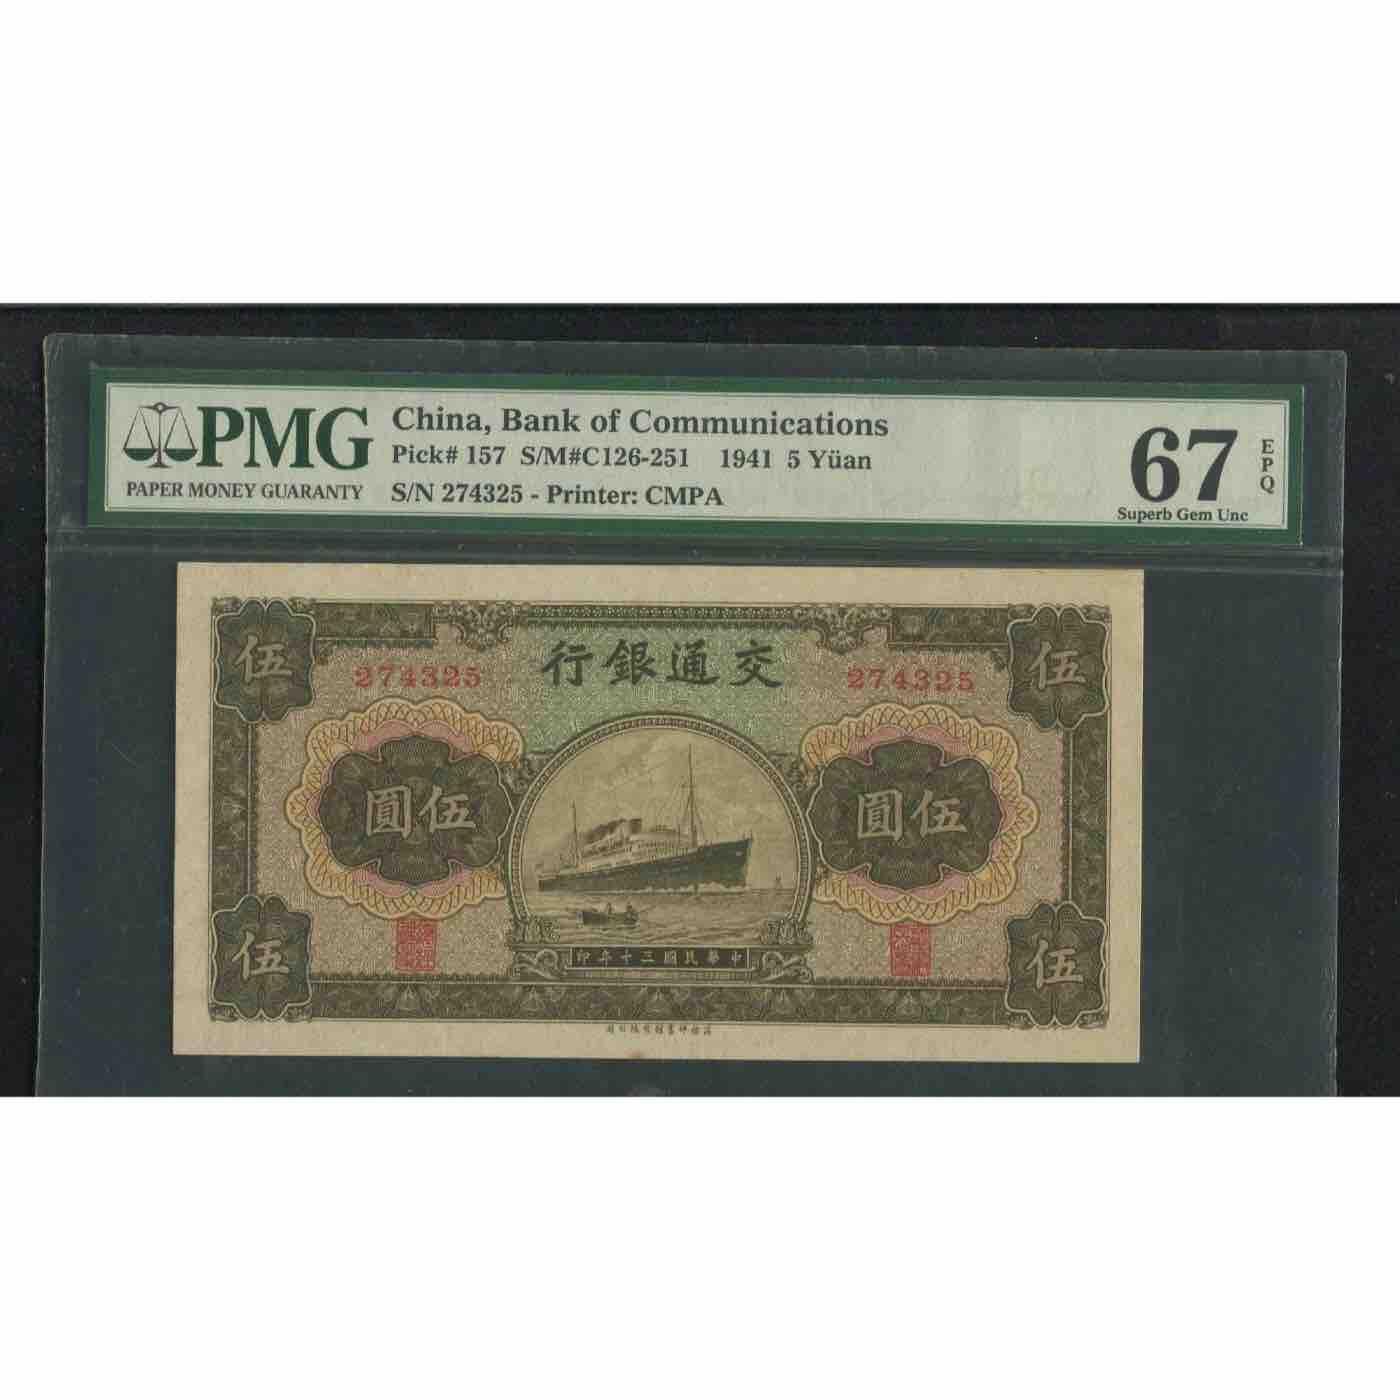 PMG
PAPER MONEY GUARANTY
China, Bank of Communications
Pick# 157 S/M#C126-251 1941 5 Yüan
S/N 274325 - Printer: CMPA
67
EPQ
Superb Gem Unc
伍
行銀通交
伍
274325
274325
圓伍
圓伍
伍
印年十三國民華中
伍